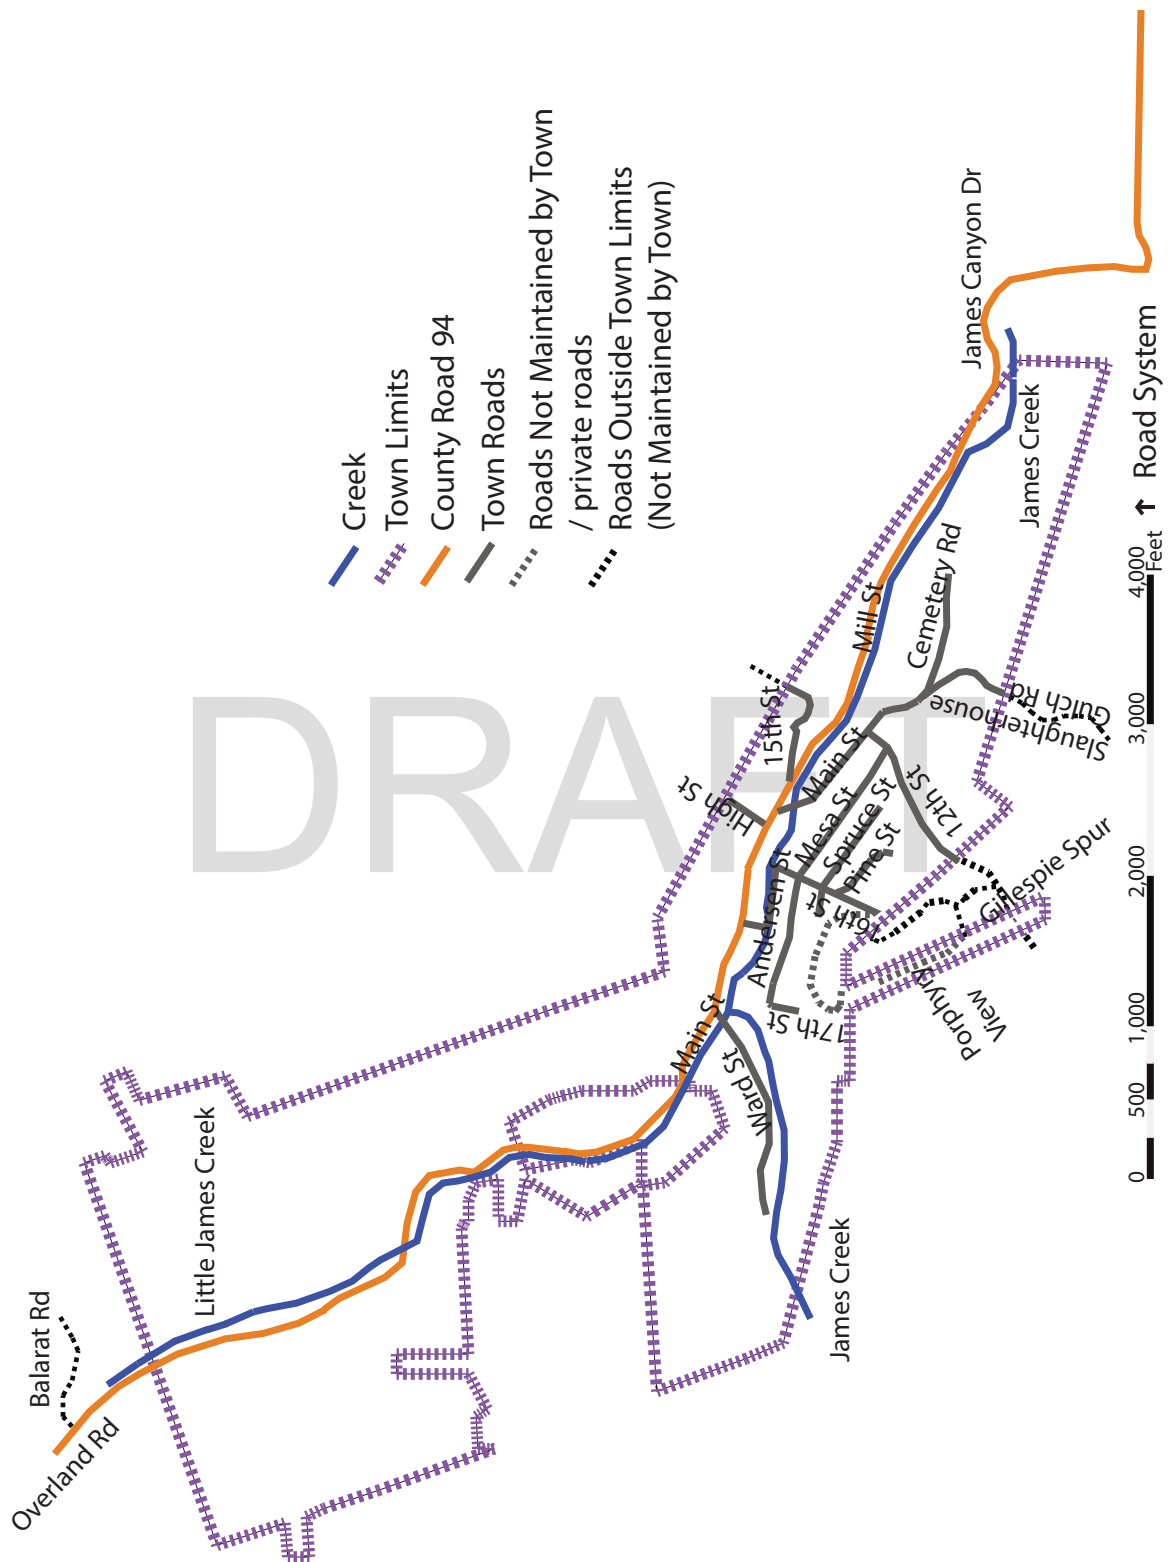 DRAFT
Creek
Town Limits
County Road 94
Town Roads
Roads Not Maintained by Town
/ private roads
Roads Outside Town Limits
(Not Maintained by Town)
Overland Rd
Balarat Rd
Little James Creek
James Creek
Main St
Ward St
17th St
Andersen St
16th St
Porphyry
View
Gillespie Spur
High St
15th St
Main St
Mesa St
Spruce St
Pine St
12th St
Mill St
Cemetery Rd
Slaughterhouse
Gulch Rd
James Creek
James Canyon Dr
0 500 1,000 2,000 3,000 4,000
Feet
Road System